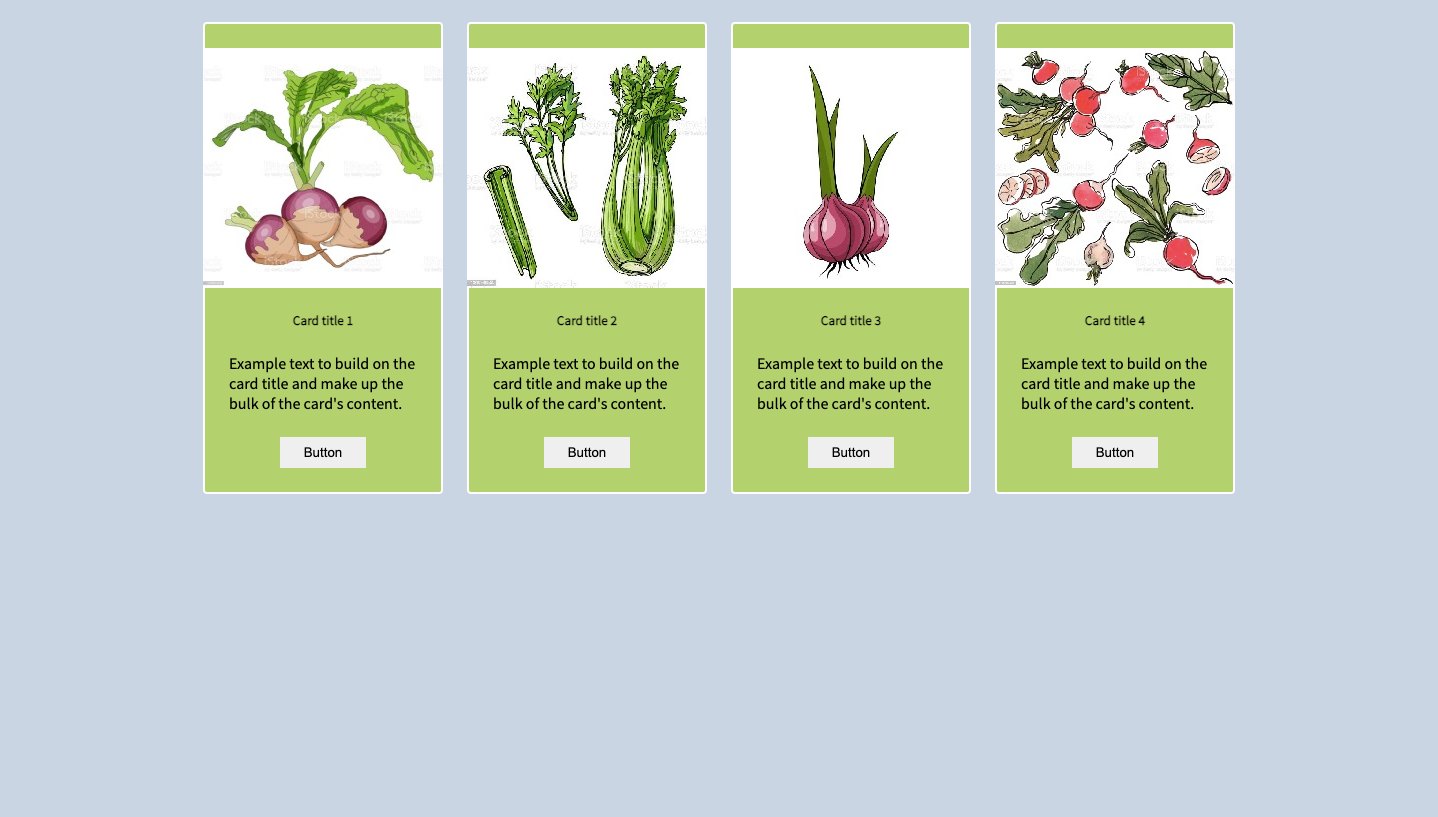 Card title 1
Example text to build on the
card title and make up the
bulk of the card's content.
Button
Card title 2
Example text to build on the
card title and make up the
bulk of the card's content.
Button
Card title 3
Example text to build on the
card title and make up the
bulk of the card's content.
Button
Card title 4
Example text to build on the
card title and make up the
bulk of the card's content.
Button